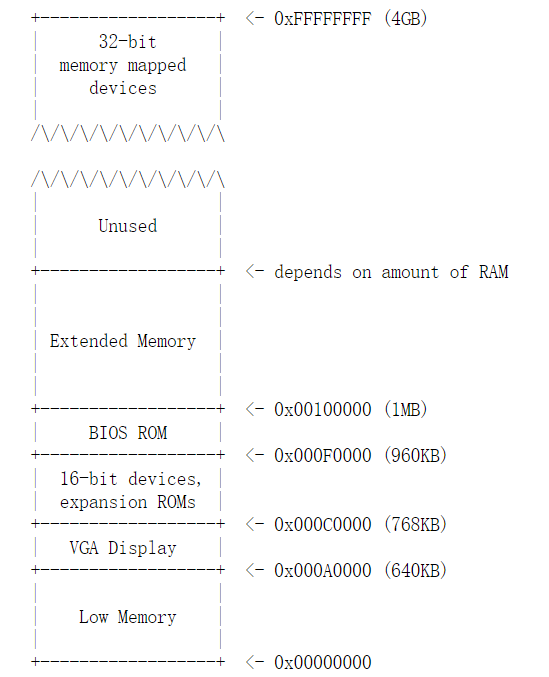 +------------------+  <- 0xFFFFFFFF (4GB)
|      32-bit      |
|  memory mapped   |
|     devices      |
|                  |
/\/\/\/\/\/\/\/\/\/\

/\/\/\/\/\/\/\/\/\/\
|                  |
|      Unused      |
|                  |
+------------------+  <- depends on amount of RAM
|                  |
|                  |
| Extended Memory  |
|                  |
|                  |
+------------------+  <- 0x00100000 (1MB)
|     BIOS ROM     |
+------------------+  <- 0x000F0000 (960KB)
|  16-bit devices, |
|  expansion ROMs  |
+------------------+  <- 0x000C0000 (768KB)
|   VGA Display    |
+------------------+  <- 0x000A0000 (640KB)
|                  |
|    Low Memory    |
|                  |
+------------------+  <- 0x00000000